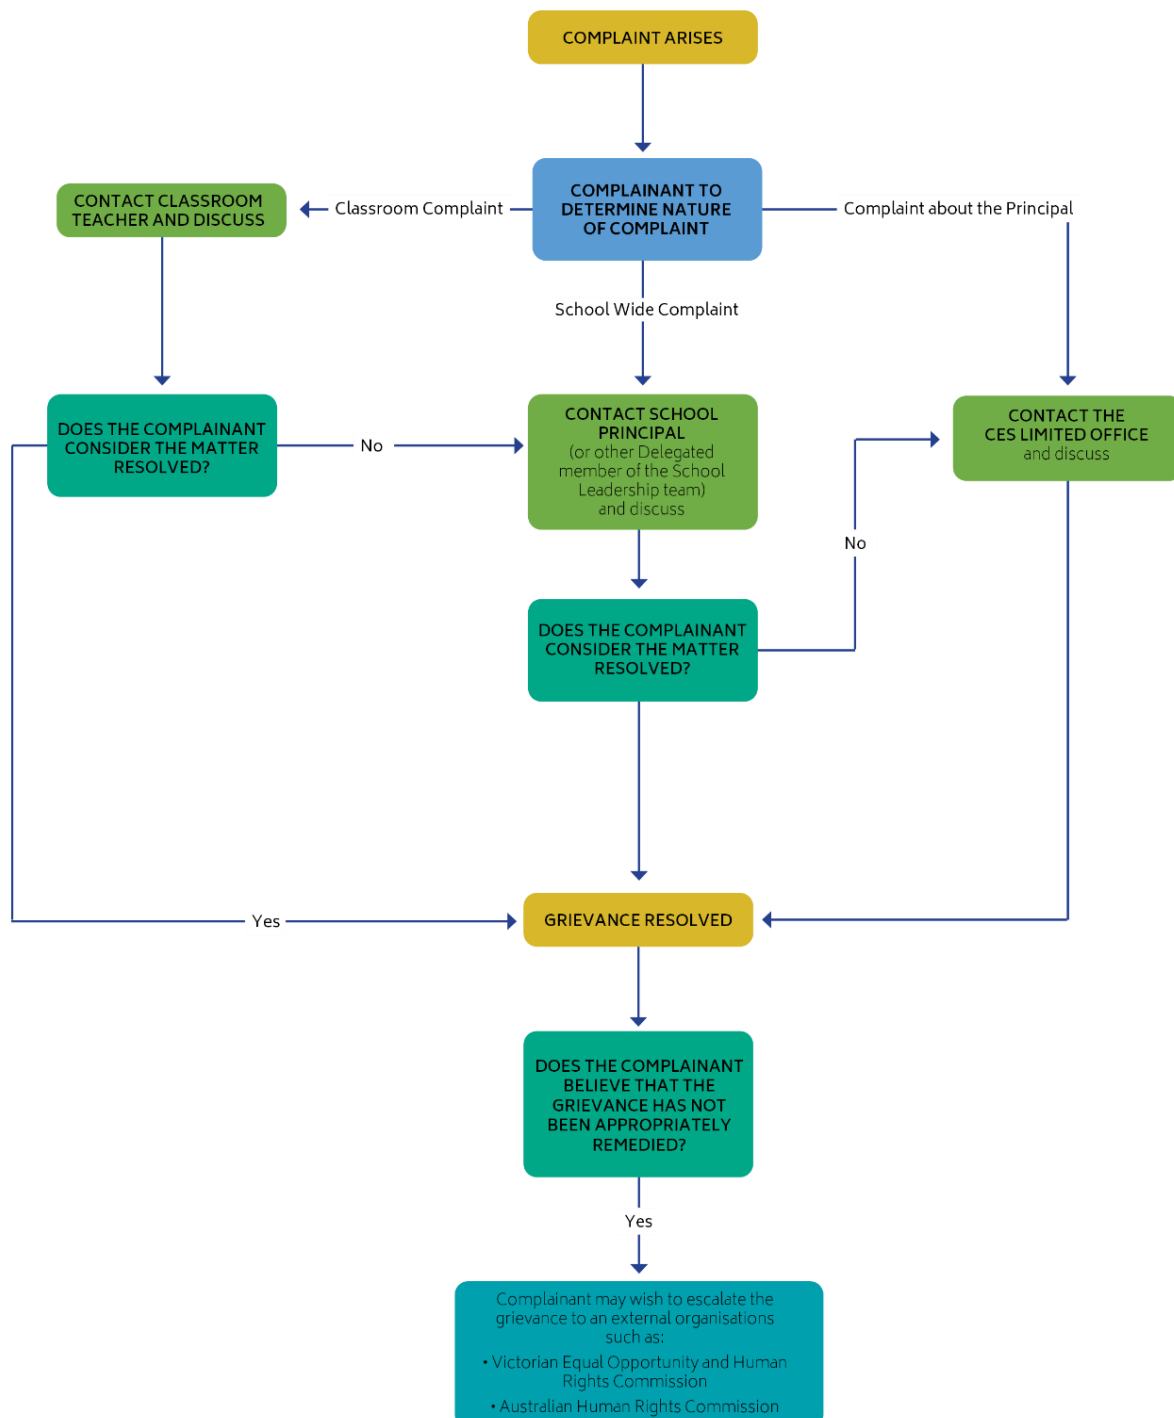 COMPLAINT ARISES
COMPLAINANT TO
DETERMINE NATURE
OF COMPLAINT
CONTACT CLASSROOM
TEACHER AND DISCUSS
Classroom Complaint
Complaint about the Principal
School Wide Complaint
DOES THE COMPLAINANT
CONSIDER THE MATTER
RESOLVED?
No
CONTACT SCHOOL
PRINCIPAL
(or other Delegated
member of the School
Leadership team)
and discuss
CONTACT THE
CES LIMITED OFFICE
and discuss
No
DOES THE COMPLAINANT
CONSIDER THE MATTER
RESOLVED?
Yes
GRIEVANCE RESOLVED
DOES THE COMPLAINANT
BELIEVE THAT THE
GRIEVANCE HAS NOT
BEEN APPROPRIATELY
REMEDIED?
Yes
Complainant may wish to escalate the
grievance to an external organisations
such as:
• Victorian Equal Opportunity and Human
Rights Commission
• Australian Human Rights Commission